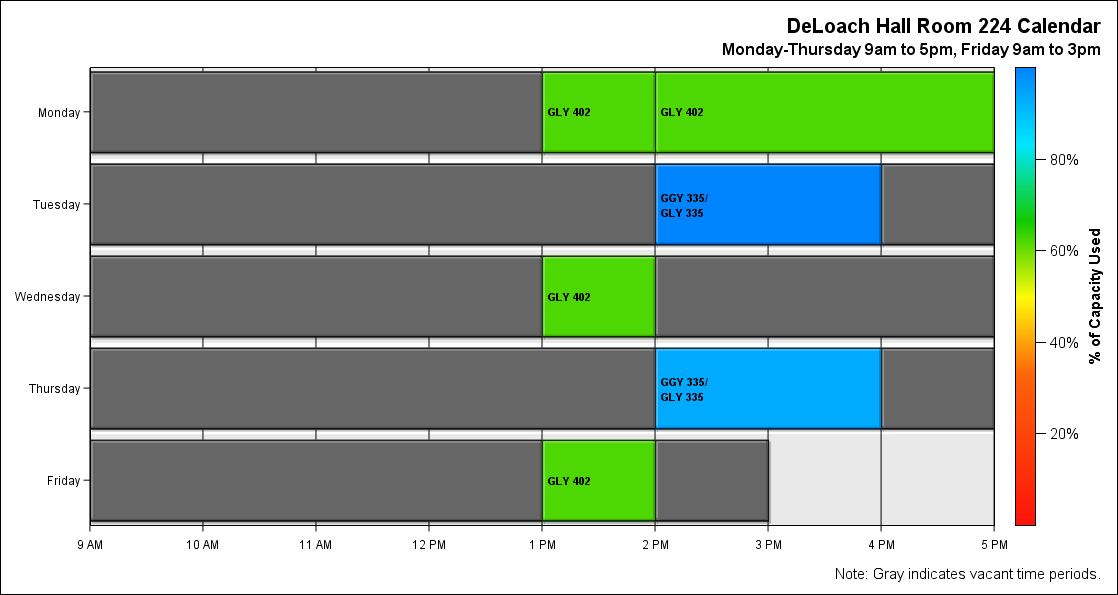 DeLoach Hall Room 224 Calendar
Monday-Thursday 9am to 5pm, Friday 9am to 3pm
Monday
GLY 402
GLY 402
Tuesday
GGY 335/
GLY 335
Wednesday
GLY 402
Thursday
GGY 335/
GLY 335
Friday
GLY 402
9 AM
10 AM
11 AM
12 PM
1 PM
2 PM
3 PM
4 PM
5 PM
80%
60%
40%
20%
% of Capacity Used
Note: Gray indicates vacant time periods.